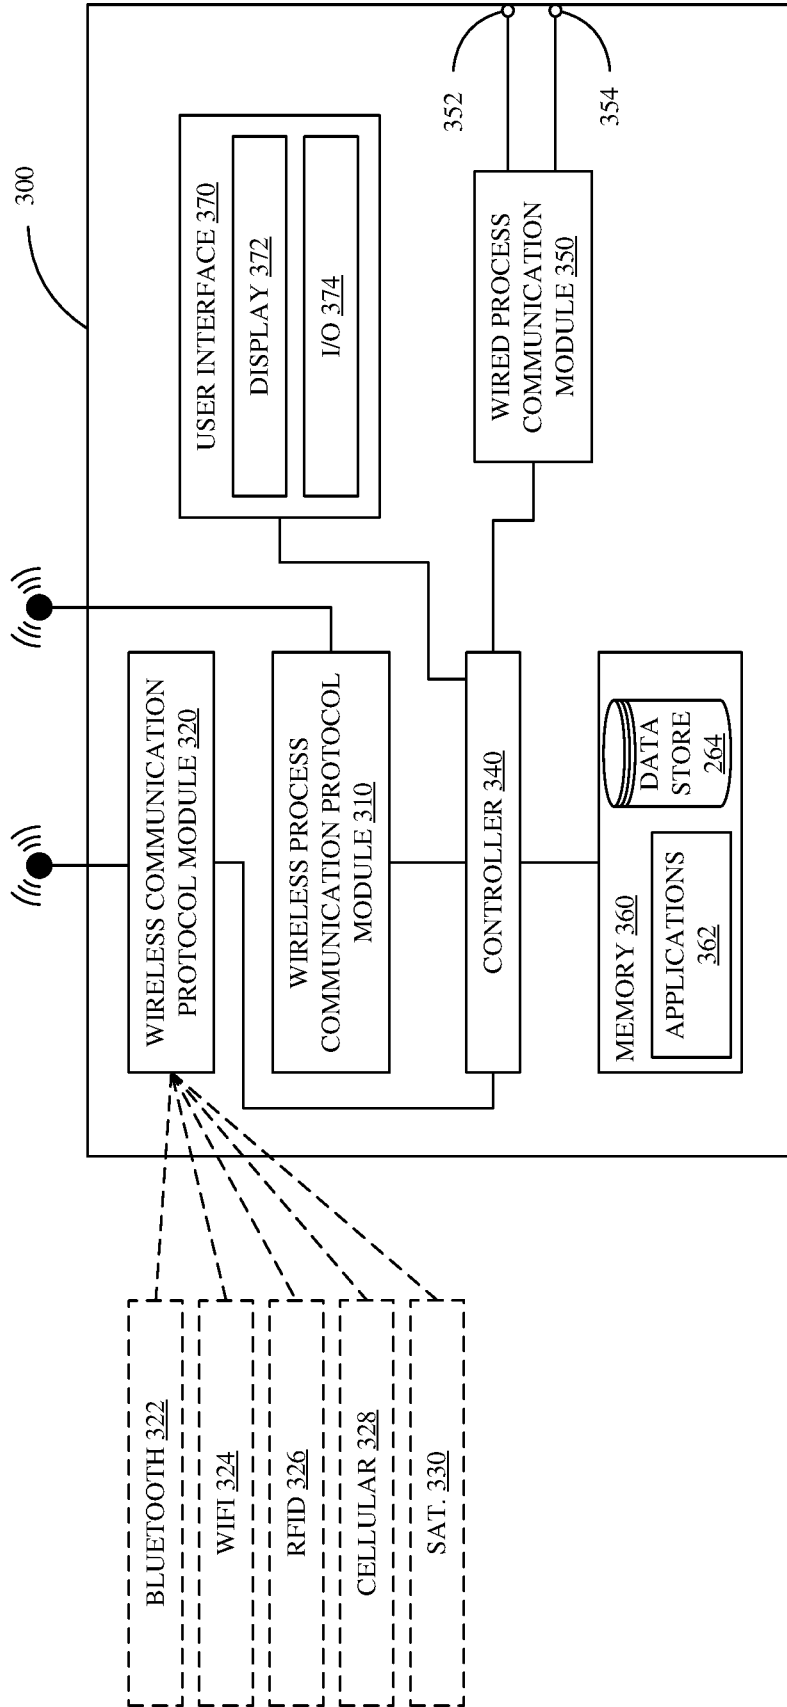 300
BLUETOOTH 322
WIFI 324
RFID 326
CELLULAR 328
SAT. 330
WIRELESS COMMUNICATION
PROTOCOL MODULE 320
WIRELESS PROCESS
COMMUNICATION PROTOCOL
MODULE 310
CONTROLLER 340
MEMORY 360
APPLICATIONS
362
DATA
STORE
264
USER INTERFACE 370
DISPLAY 372
I/O 374
WIRED PROCESS
COMMUNICATION
MODULE 350
352
354